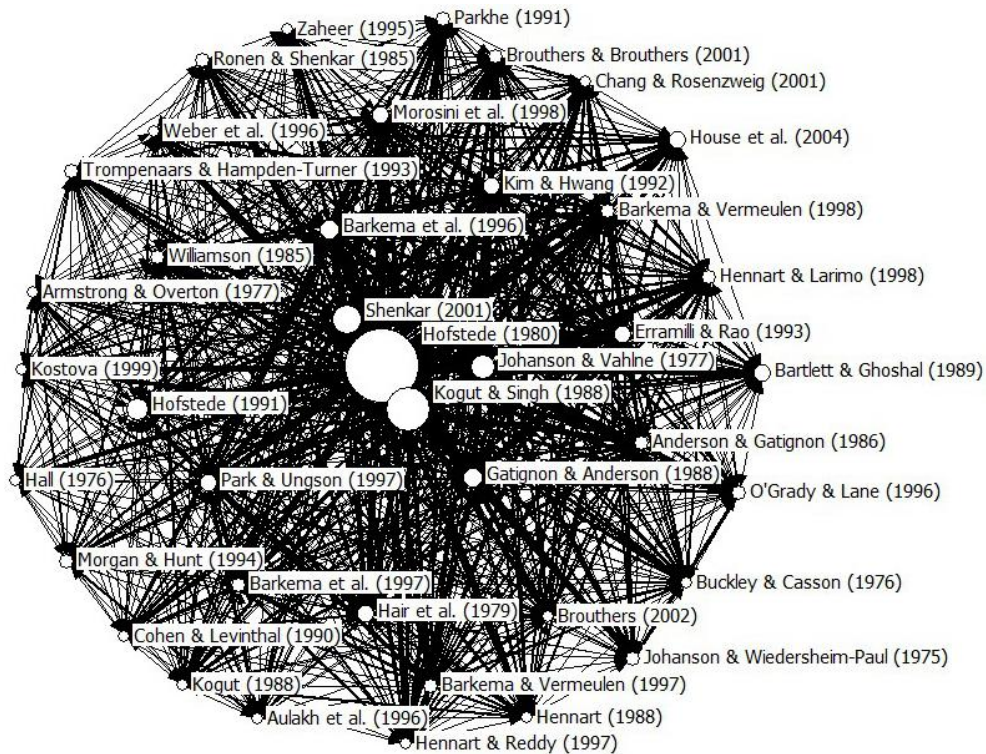 Zaheer (1995)
Parkhe (1991)
Ronen & Shenkar (1985)
Brouthers & Brouthers (2001)
Chang & Rosenzweig (2001)
Morosini et al. (1998)
Weber et al. (1996)
House et al. (2004)
Trompenaars & Hampden-Turner (1993)
Kim & Hwang (1992)
Barkema & Vermeulen (1998)
Barkema et al. (1996)
Williamson (1985)
Hennart & Larimo (1998)
Armstrong & Overton (1977)
Shenkar (2001)
Hofstede (1980)
Erramilli & Rao (1993)
Johanson & Vahlne (1977)
Kostova (1999)
Bartlett & Ghoshal (1989)
Kogut & Singh (1988)
Hofstede (1991)
Anderson & Gatignon (1986)
Gatignon & Anderson (1988)
Hall (1976)
Park & Ungson (1997)
O'Grady & Lane (1996)
Morgan & Hunt (1994)
Barkema et al. (1997)
Buckley & Casson (1976)
Hair et al. (1979)
Brouthers (2002)
Cohen & Levinthal (1990)
Johanson & Wiedersheim-Paul (1975)
Kogut (1988)
Barkema & Vermeulen (1997)
Aulakh et al. (1996)
Hennart (1988)
Hennart & Reddy (1997)